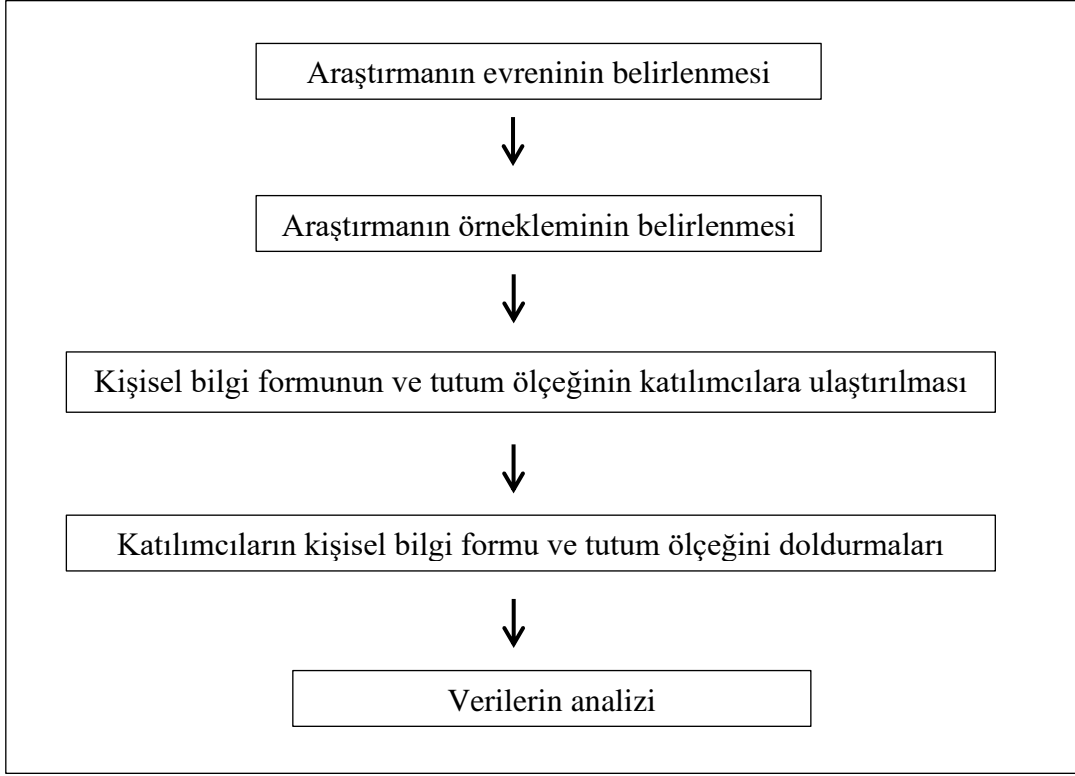 Araştırmanın evreninin belirlenmesi
Araştırmanın örnekleminin belirlenmesi
Kişisel bilgi formunun ve tutum ölçeğinin katılımcılara ulaştırılması
Katılımcıların kişisel bilgi formu ve tutum ölçeğini doldurmaları
Verilerin analizi